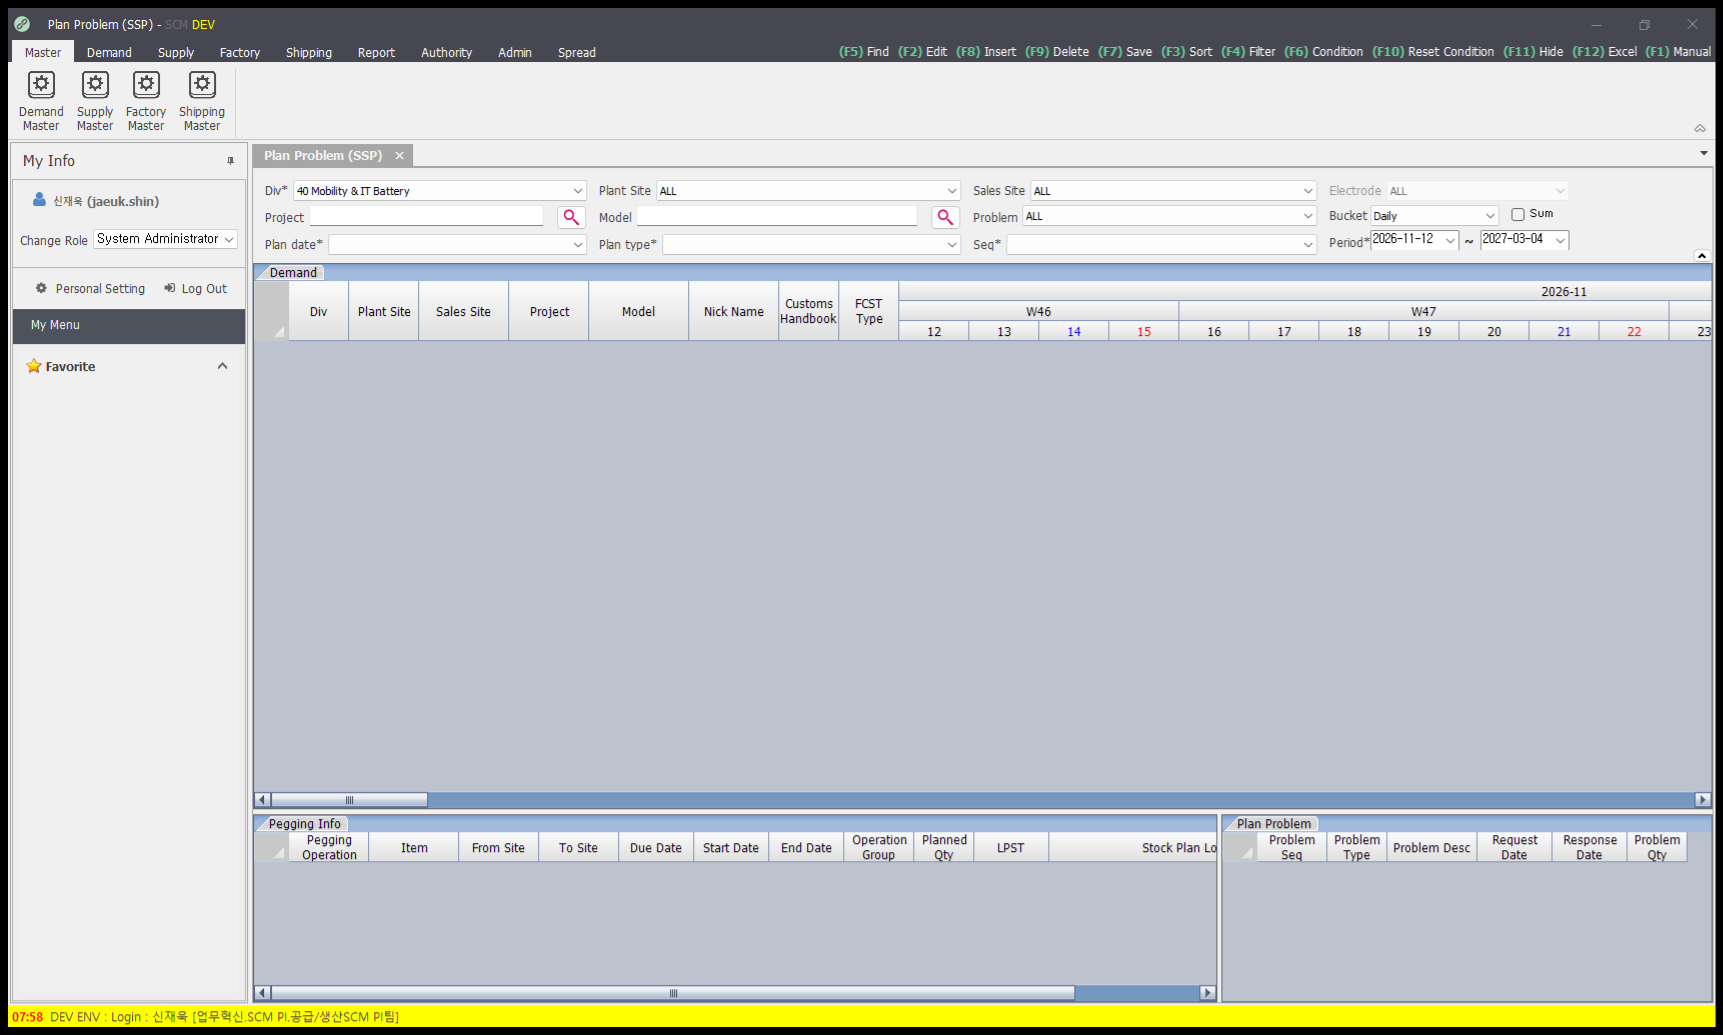 Plan Problem (SSP) - SCM DEV
Master Demand Supply Factory Shipping Report Authority Admin Spread (F5) Find (F2) Edit (F8) Insert (F9) Delete (F7) Save (F3) Sort (F4) Filter (F6) Condition (F10) Reset Condition (F11) Hide (F12) Excel (F1) Manual
Demand Master
Supply Master
Factory Master
Shipping Master
My Info
신재욱 (jaeuk.shin)
Change Role System Administrator
Personal Setting Log Out
My Menu
Favorite
Plan Problem (SSP)
Div* 40 Mobility & IT Battery Plant Site ALL Sales Site ALL Electrode ALL
Project Model Problem ALL Bucket Daily Sum
Plan date* Plan type* Seq* Period* 2026-11-12 ~ 2027-03-04
Demand
Div Plant Site Sales Site Project Model Nick Name Customs Handbook FCST Type
2026-11
W46 W47
12 13 14 15 16 17 18 19 20 21 22 23
Pegging Info
Pegging Operation Item From Site To Site Due Date Start Date End Date Operation Group Planned Qty LPST Stock Plan Lo
Plan Problem
Problem Seq Problem Type Problem Desc Request Date Response Date Problem Qty
07:58 DEV ENV : Login : 신재욱 [업무혁신.SCM PI.공급/생산SCM PI팀]